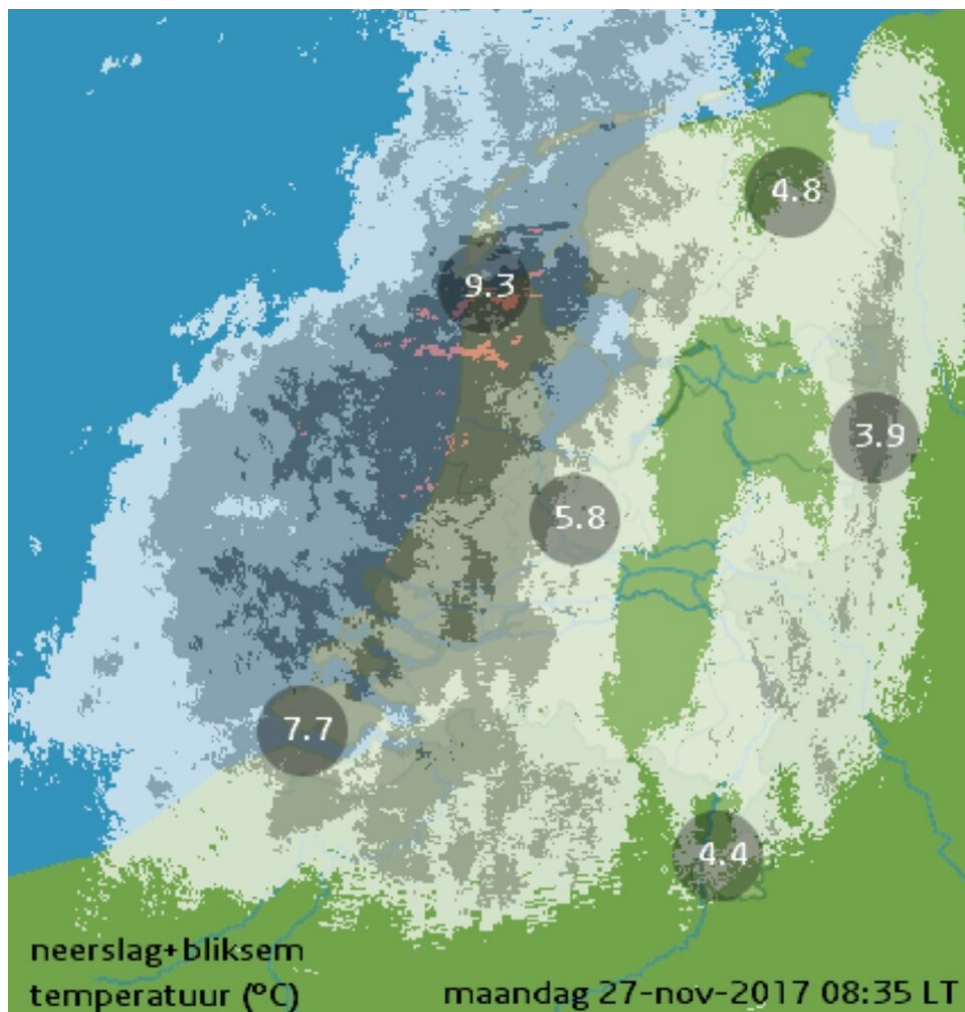 4.8
9.3
3.9
5.8
7.7
4.4
neerslag+bliksem
temperatuur (°C)
maandag 27-nov-2017 08:35 LT